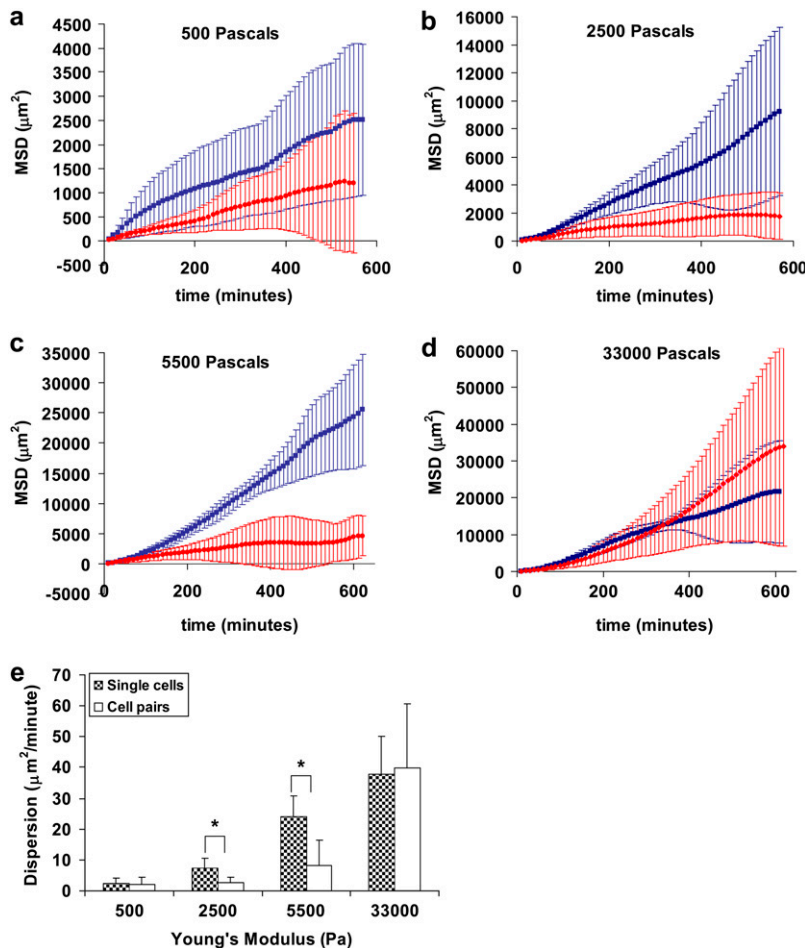 a
500 Pascals
4500
4000
3500
3000
2500
2000
1500
1000
500
0
-500
MSD (μm²)
200 400 600
time (minutes)
b
2500 Pascals
16000
14000
12000
10000
8000
6000
4000
2000
0
MSD (μm²)
0 200 400 600
time (minutes)
c
5500 Pascals
35000
30000
25000
20000
15000
10000
5000
0
-5000
MSD (μm²)
200 400 600
time (minutes)
d
33000 Pascals
60000
50000
40000
30000
20000
10000
0
MSD (μm²)
0 200 400 600
time (minutes)
e
Single cells
Cell pairs
70
60
50
40
30
20
10
0
Dispersion (μm²/minute)
*
*
500 2500 5500 33000
Young's Modulus (Pa)